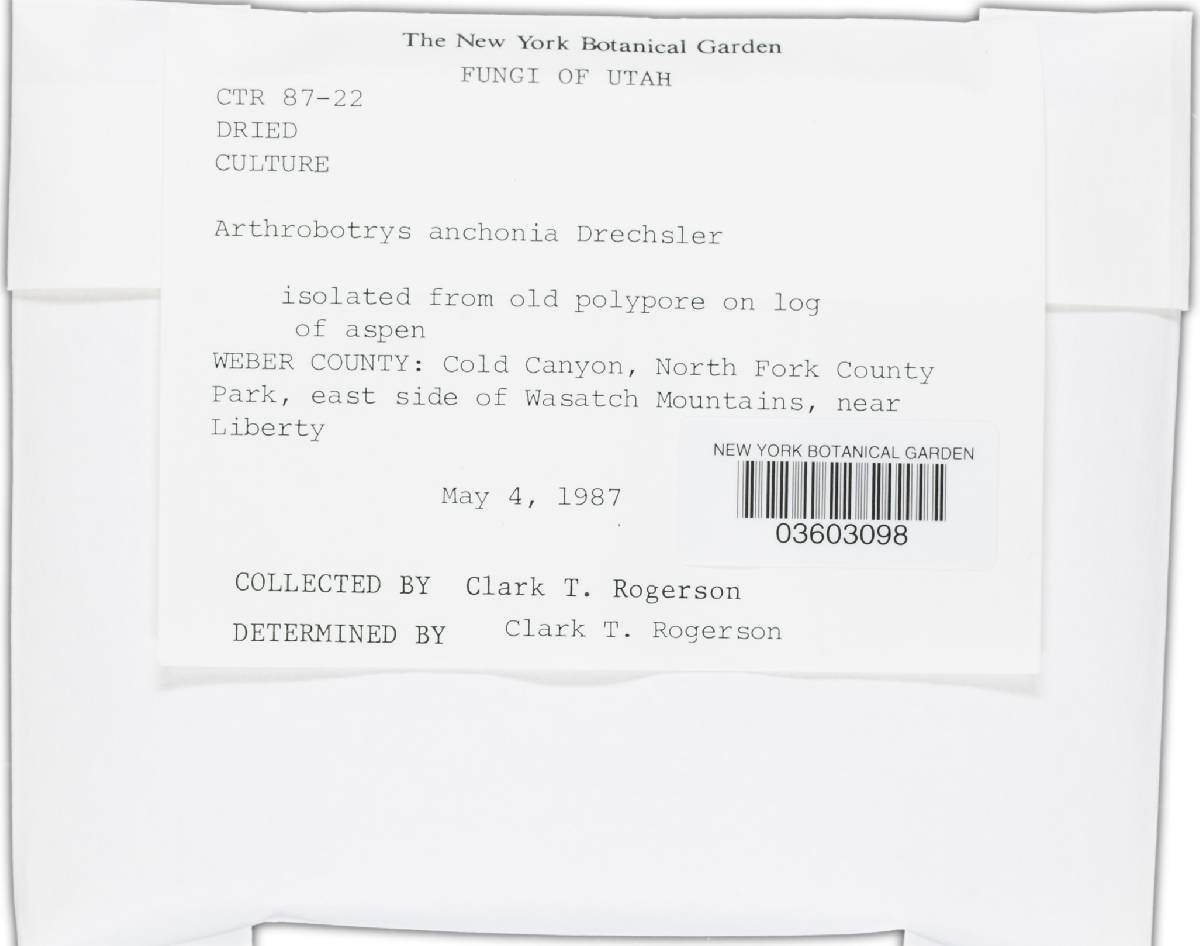 The New York Botanical Garden
FUNGI OF UTAH
CTR 87-22
DRIED
CULTURE
Arthrobotrys anchonia Drechsler
isolated from old polypore on log
of aspen
WEBER COUNTY: Cold Canyon, North Fork County
Park, east side of Wasatch Mountains, near
Liberty
NEW YORK BOTANICAL GARDEN
03603098
May 4, 1987
COLLECTED BY Clark T. Rogerson
DETERMINED BY Clark T. Rogerson